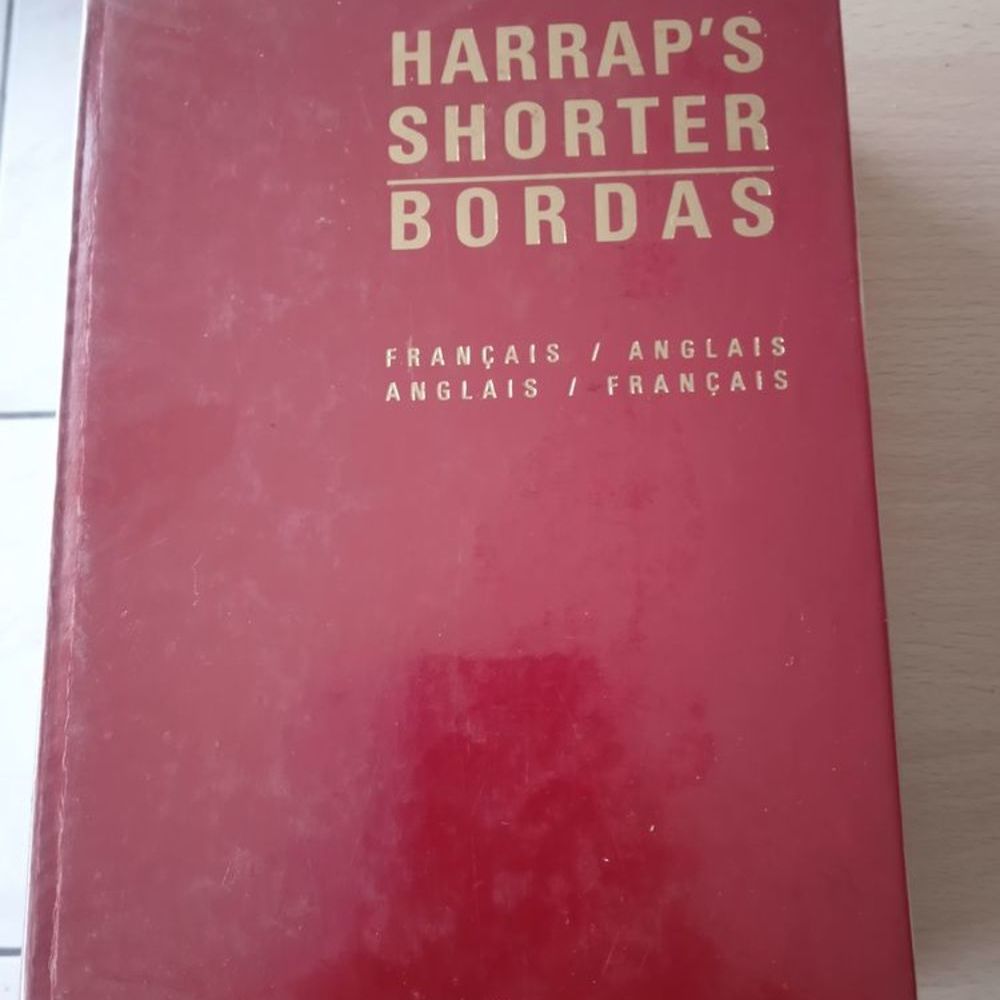 HARRAP'S
SHORTER
BORDAS
FRANÇAIS / ANGLAIS
ANGLAIS / FRANÇAIS